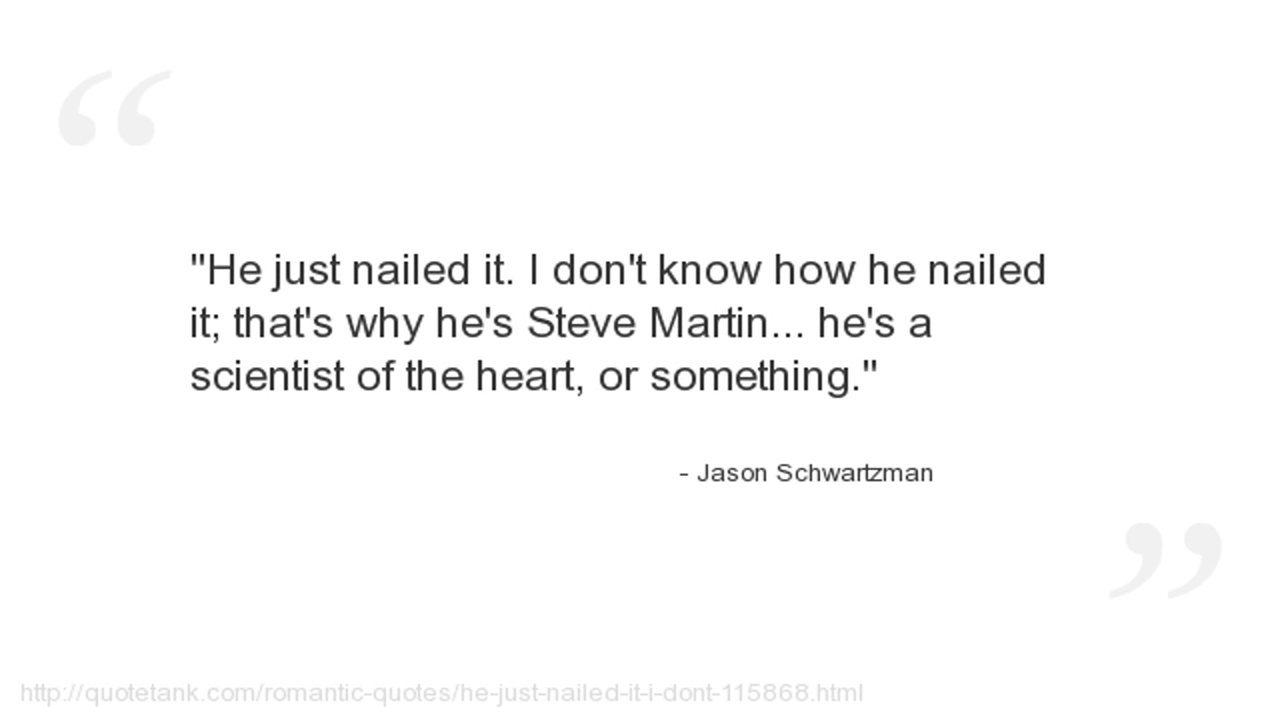 "He just nailed it. I don't know how he nailed
it; that's why he's Steve Martin... he's a
scientist of the heart, or something."
- Jason Schwartzman
http://quotetank.com/romantic-quotes/he-just-nailed-it-i-dont-115868.html